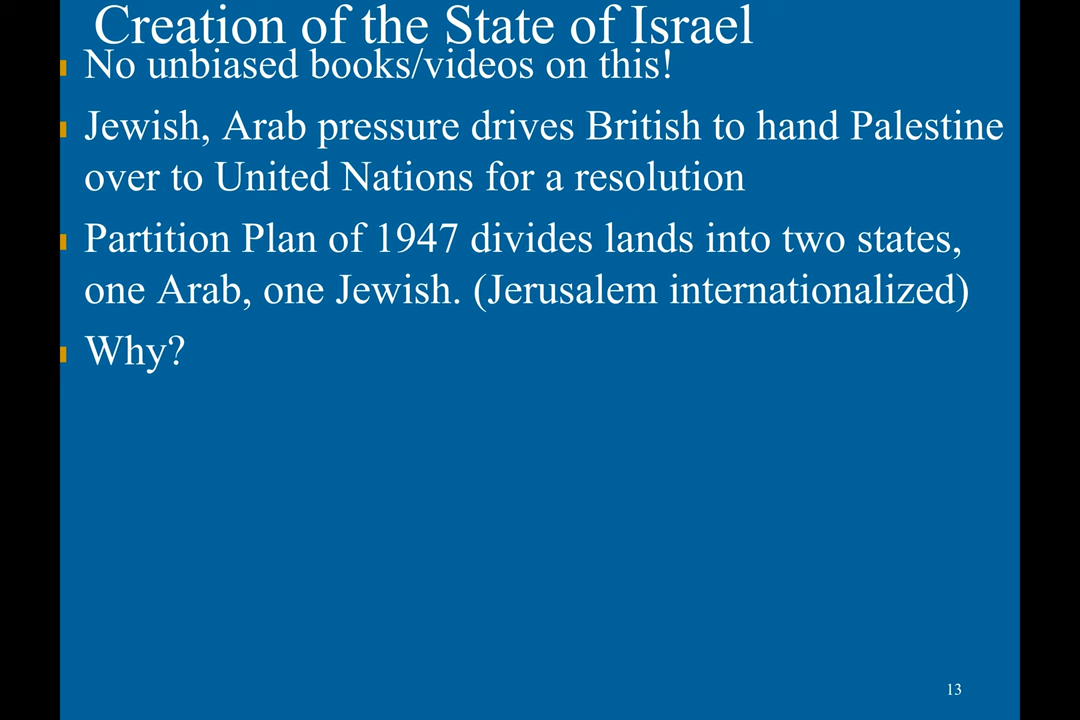 Creation of the State of Israel
No unbiased books/videos on this!
Jewish, Arab pressure drives British to hand Palestine
over to United Nations for a resolution
Partition Plan of 1947 divides lands into two states,
one Arab, one Jewish. (Jerusalem internationalized)
Why?
13